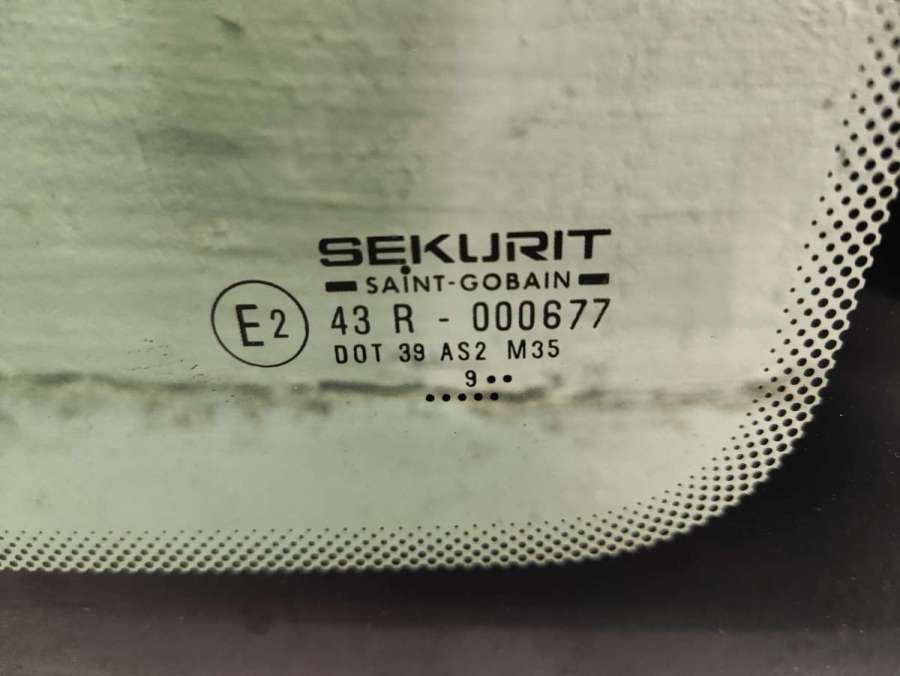 SEKURIT
SAINT-GOBAIN
E2 43 R - 000677
DOT 39 AS2 M35
9 ••
•••••